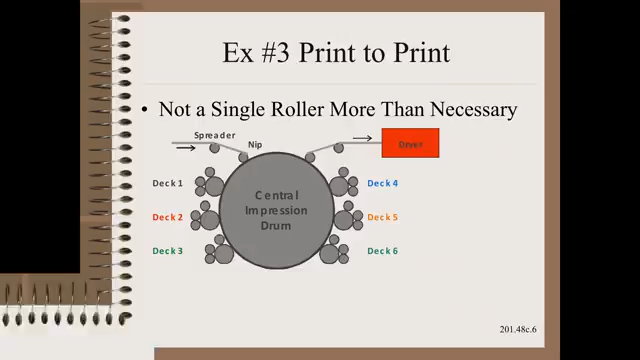 Ex #3 Print to Print
• Not a Single Roller More Than Necessary
Spreader
Nip
Dryer
Deck 1
Deck 4
Central
Impression
Drum
Deck 2
Deck 5
Deck 3
Deck 6
201.48c.6